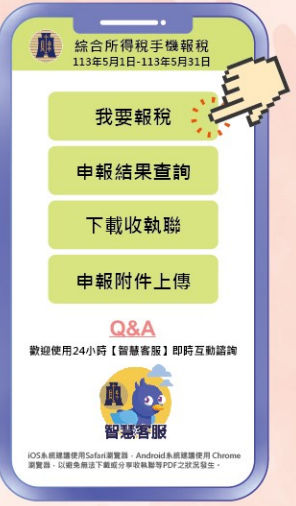 綜合所得稅手機報稅
113年5月1日-113年5月31日
我要報稅
申報結果查詢
下載收執聯
申報附件上傳
Q&A
歡迎使用24小時【智慧客服】即時互動諮詢
智慧客服
iOS系統建議使用Safari瀏覽器，Android系統建議使用 Chrome
瀏覽器，以避免無法下載或分享收執聯等PDF之狀況發生。